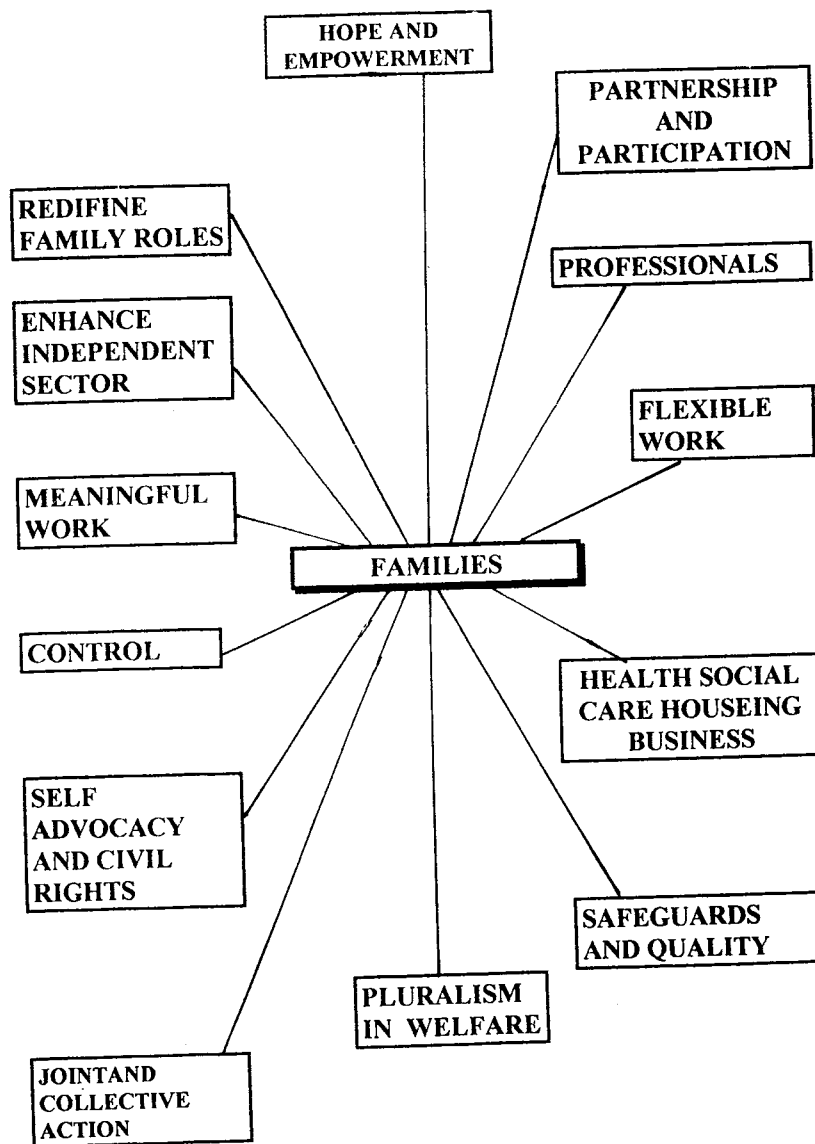 HOPE AND
EMPOWERMENT
PARTNERSHIP
AND
PARTICIPATION
REDIFINE
FAMILY ROLES
PROFESSIONALS
ENHANCE
INDEPENDENT
SECTOR
FLEXIBLE
WORK
MEANINGFUL
WORK
FAMILIES
CONTROL
HEALTH SOCIAL
CARE HOUSEING
BUSINESS
SELF
ADVOCACY
AND CIVIL
RIGHTS
SAFEGUARDS
AND QUALITY
PLURALISM
IN WELFARE
JOINTAND
COLLECTIVE
ACTION